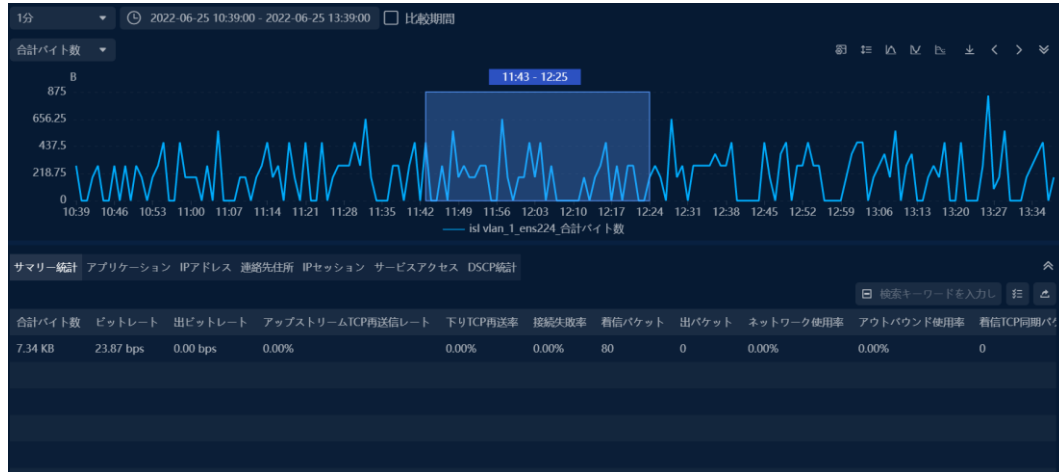 1分 2022-06-25 10:39:00 - 2022-06-25 13:39:00 比較期間
合計バイト数
B
11:43 - 12:25
875
656.25
437.5
218.75
0
10:39 10:46 10:53 11:00 11:07 11:14 11:21 11:28 11:35 11:42 11:49 11:56 12:03 12:10 12:17 12:24 12:31 12:38 12:45 12:52 12:59 13:06 13:13 13:20 13:27 13:34
isl vlan_1_ens224_合計バイト数
サマリー統計 アプリケーション IPアドレス 連絡先住所 IPセッション サービスアクセス DSCP統計
検索キーワードを入力し
合計バイト数 ビットレート 出ビットレート アップストリームTCP再送信レート 下りTCP再送率 接続失敗率 着信パケット 出パケット ネットワーク使用率 アウトバウンド使用率 着信TCP同期パケ
7.34 KB 23.87 bps 0.00 bps 0.00% 0.00% 0.00% 80 0 0.00% 0.00% 0